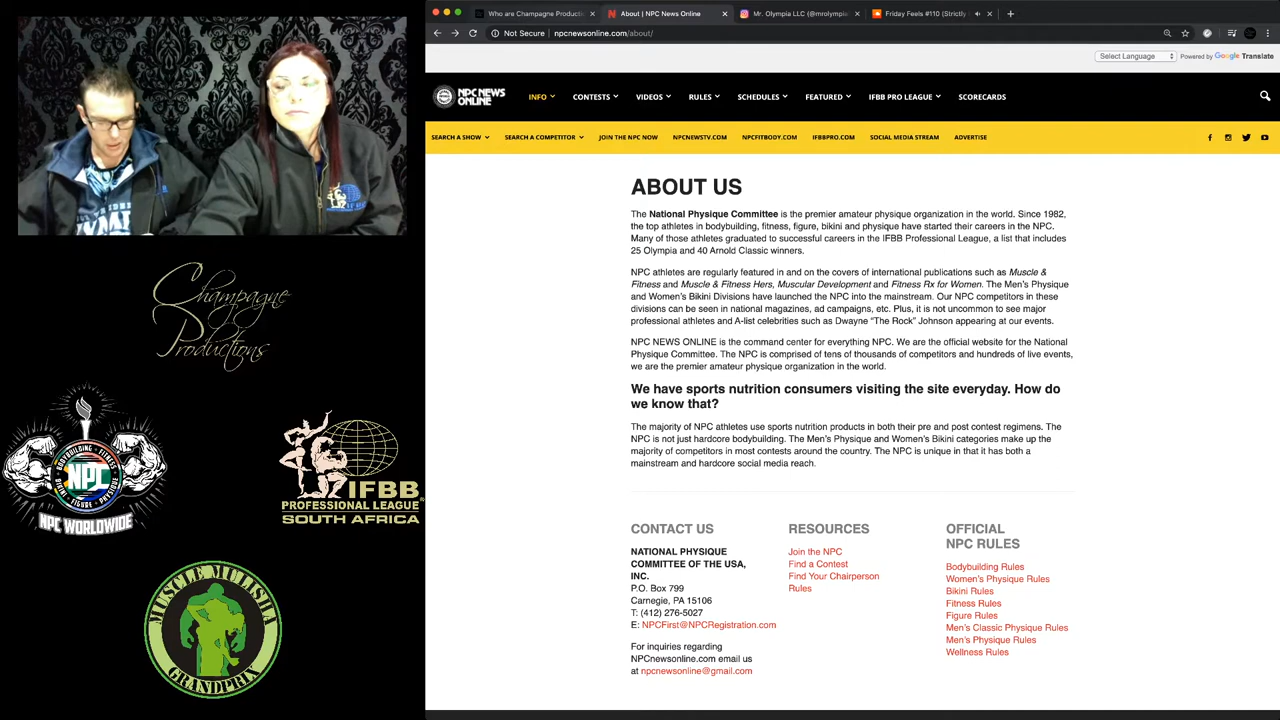 Who are Champagne Producti
About | NPC News Online
Mr. Olympia LLC (@mrolympia
Friday Feels #110 (Strictly
Not Secure | npcnewsonline.com/about/
Select Language
Powered by Google Translate
NPC NEWS
ONLINE
INFO
CONTESTS
VIDEOS
RULES
SCHEDULES
FEATURED
IFBB PRO LEAGUE
SCORECARDS
SEARCH A SHOW
SEARCH A COMPETITOR
JOIN THE NPC NOW
NPCNEWSTV.COM
NPCFITBODY.COM
IFBBPRO.COM
SOCIAL MEDIA STREAM
ADVERTISE
ABOUT US
The National Physique Committee is the premier amateur physique organization in the world. Since 1982,
the top athletes in bodybuilding, fitness, figure, bikini and physique have started their careers in the NPC.
Many of those athletes graduated to successful careers in the IFBB Professional League, a list that includes
25 Olympia and 40 Arnold Classic winners.
NPC athletes are regularly featured in and on the covers of international publications such as Muscle &
Fitness and Muscle & Fitness Hers, Muscular Development and Fitness Rx for Women. The Men's Physique
and Women's Bikini Divisions have launched the NPC into the mainstream. Our NPC competitors in these
divisions can be seen in national magazines, ad campaigns, etc. Plus, it is not uncommon to see major
professional athletes and A-list celebrities such as Dwayne "The Rock" Johnson appearing at our events.
NPC NEWS ONLINE is the command center for everything NPC. We are the official website for the National
Physique Committee. The NPC is comprised of tens of thousands of competitors and hundreds of live events,
we are the premier amateur physique organization in the world.
We have sports nutrition consumers visiting the site everyday. How do
we know that?
The majority of NPC athletes use sports nutrition products in both their pre and post contest regimens. The
NPC is not just hardcore bodybuilding. The Men's Physique and Women's Bikini categories make up the
majority of competitors in most contests around the country. The NPC is unique in that it has both a
mainstream and hardcore social media reach.
CONTACT US
NATIONAL PHYSIQUE
COMMITTEE OF THE USA,
INC.
P.O. Box 799
Carnegie, PA 15106
T: (412) 276-5027
E: NPCFirst@NPCRegistration.com
For inquiries regarding
NPCnewsonline.com email us
at npcnewsonline@gmail.com
RESOURCES
Join the NPC
Find a Contest
Find Your Chairperson
Rules
OFFICIAL
NPC RULES
Bodybuilding Rules
Women's Physique Rules
Bikini Rules
Fitness Rules
Figure Rules
Men's Classic Physique Rules
Men's Physique Rules
Wellness Rules
Champagne
Productions
BODYBUILDING FITNESS
NPC
BIKINI FIGURE PHYSIQUE
NPC WORLDWIDE
IFBB
PROFESSIONAL LEAGUE
SOUTH AFRICA
MUSCLE MULISHA
GRANDPRIX